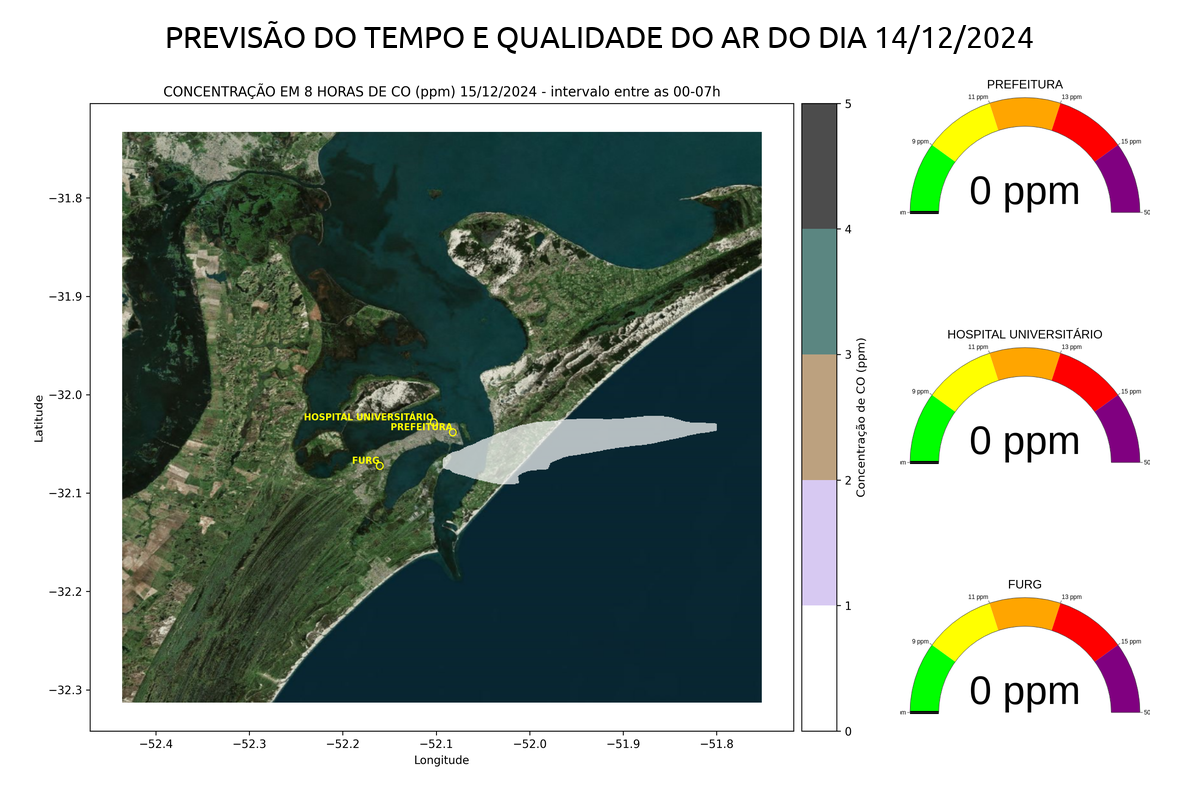 PREVISÃO DO TEMPO E QUALIDADE DO AR DO DIA 14/12/2024
CONCENTRAÇÃO EM 8 HORAS DE CO (ppm) 15/12/2024 - intervalo entre as 00-07h
−31.8
−31.9
−32.0
−32.1
−32.2
−32.3
Latitude
HOSPITAL UNIVERSITÁRIO
PREFEITURA
FURG
−52.4
−52.3
−52.2
−52.1
−52.0
−51.9
−51.8
Longitude
5
4
3
2
1
0
Concentração de CO (ppm)
PREFEITURA
9 ppm
11 ppm
13 ppm
15 ppm
0 ppm
HOSPITAL UNIVERSITÁRIO
9 ppm
11 ppm
13 ppm
15 ppm
0 ppm
FURG
9 ppm
11 ppm
13 ppm
15 ppm
0 ppm